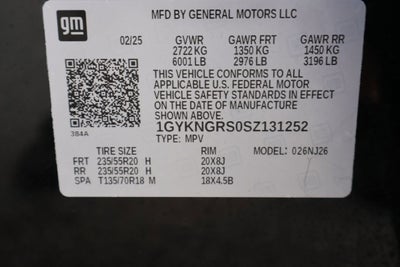 gm
MFD BY GENERAL MOTORS LLC
02/25 GVWR GAWR FRT GAWR RR
2722 KG 1350 KG 1450 KG
6001 LB 2976 LB 3196 LB
THIS VEHICLE CONFORMS TO ALL
APPLICABLE U.S. FEDERAL MOTOR
VEHICLE SAFETY STANDARDS IN EFFECT
ON THE DATE OF MANUFACTURE
SHOWN ABOVE.
384A
1GYKNGRS0SZ131252
TYPE: MPV MODEL: 026NJ26
TIRE SIZE RIM
FRT 235/55R20 H 20X8J
RR 235/55R20 H 20X8J
SPA T135/70R18 M 18X4.5B